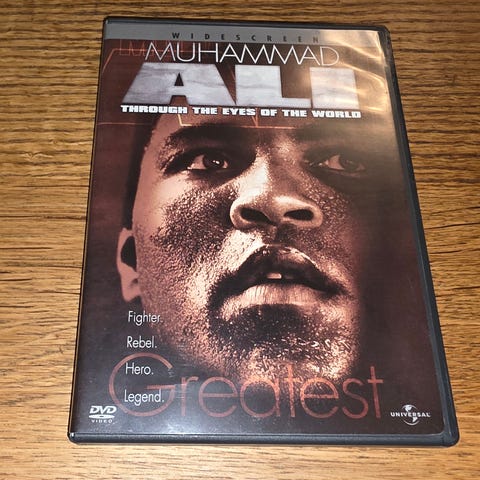 WIDESCREEN
MUHAMMAD
ALI
THROUGH THE EYES OF THE WORLD
Fighter.
Rebel.
Hero.
Legend.
Greatest
DVD
VIDEO
UNIVERSAL